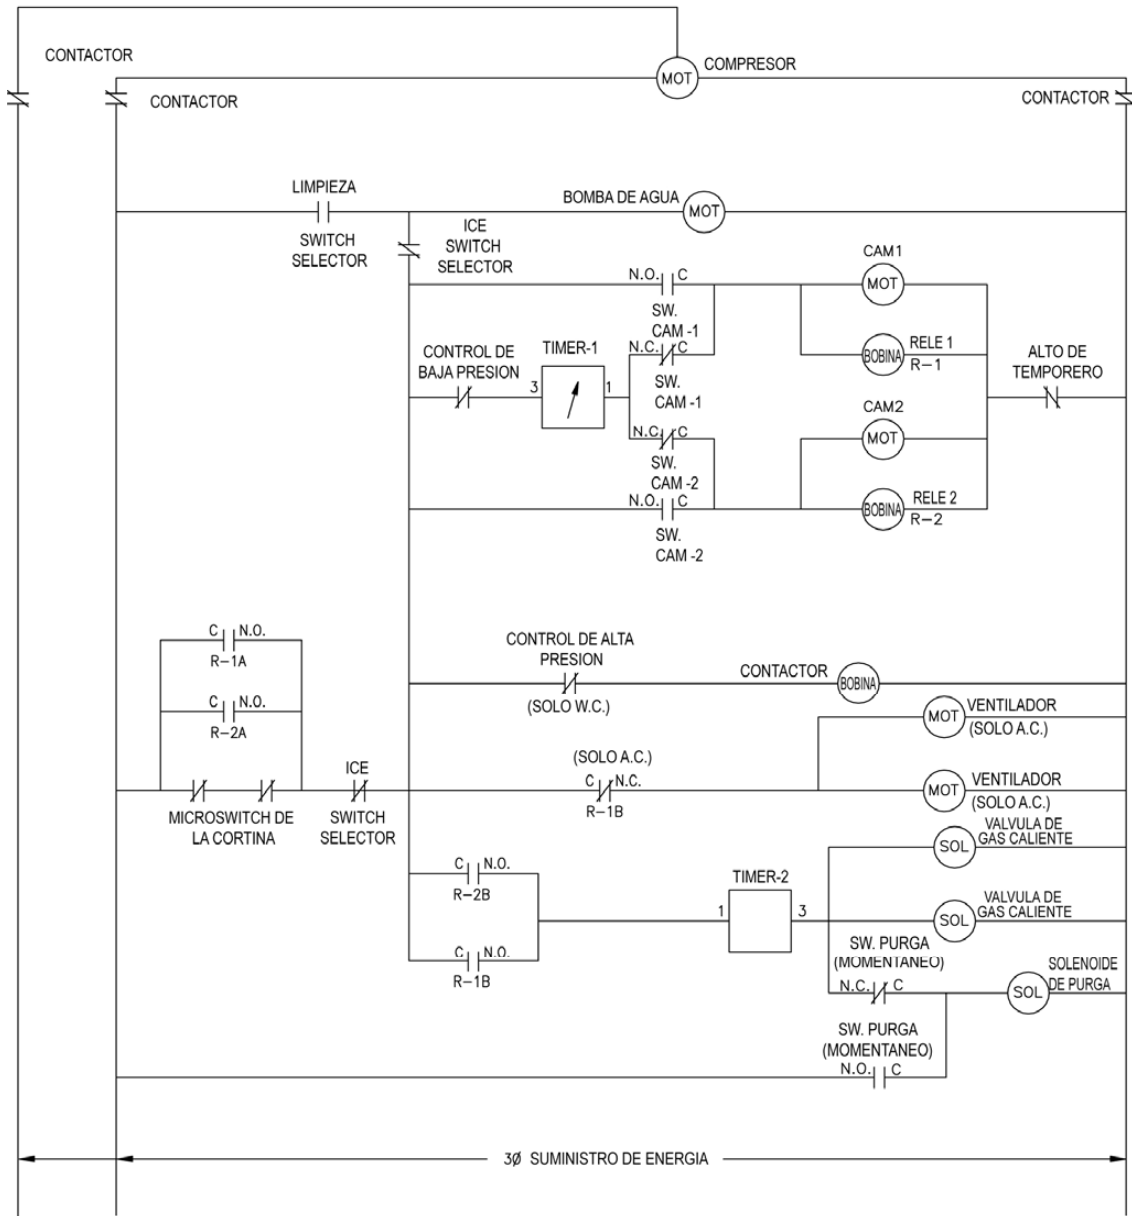 CONTACTOR
MOT
COMPRESOR
CONTACTOR
CONTACTOR
LIMPIEZA
SWITCH
SELECTOR
BOMBA DE AGUA
MOT
ICE
SWITCH
SELECTOR
N.O. C
SW.
CAM -1
CAM1
MOT
CONTROL DE
BAJA PRESION
TIMER-1
3
1
N.C. C
SW.
CAM -1
BOBINA
RELE 1
R-1
ALTO DE
TEMPORERO
CAM2
MOT
N.C. C
SW.
CAM -2
N.O. C
SW.
CAM -2
BOBINA
RELE 2
R-2
C N.O.
R-1A
C N.O.
R-2A
MICROSWITCH DE
LA CORTINA
ICE
SWITCH
SELECTOR
CONTROL DE ALTA
PRESION
(SOLO W.C.)
CONTACTOR
BOBINA
MOT
VENTILADOR
(SOLO A.C.)
(SOLO A.C.)
C N.C.
R-1B
MOT
VENTILADOR
(SOLO A.C.)
VALVULA DE
GAS CALIENTE
SOL
C N.O.
R-2B
TIMER-2
1
3
VALVULA DE
GAS CALIENTE
SOL
C N.O.
R-1B
SW. PURGA
(MOMENTANEO)
N.C. C
SOL
SOLENOIDE
DE PURGA
SW. PURGA
(MOMENTANEO)
N.O. C
3Ø SUMINISTRO DE ENERGIA